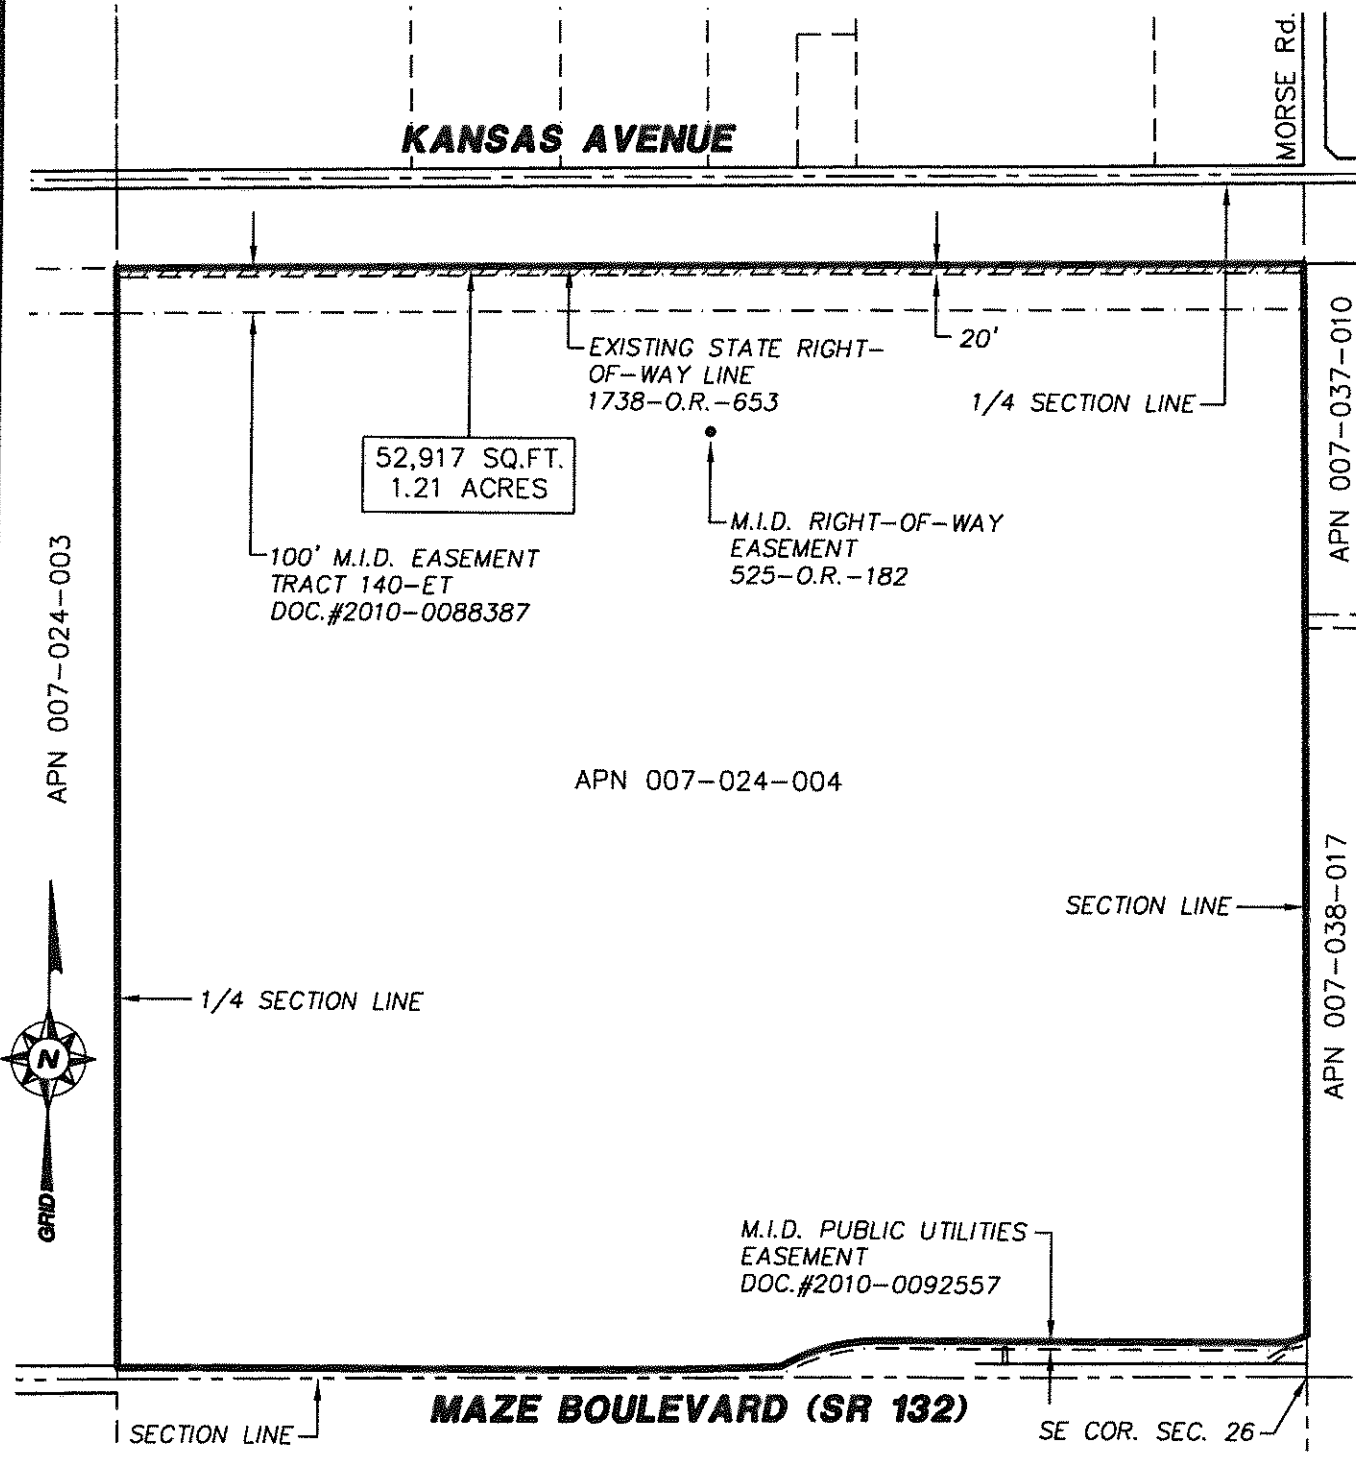 MORSE Rd.
KANSAS AVENUE
EXISTING STATE RIGHT-
OF-WAY LINE
1738-O.R.-653
20'
1/4 SECTION LINE
APN 007-037-010
52,917 SQ.FT.
1.21 ACRES
M.I.D. RIGHT-OF-WAY
EASEMENT
525-O.R.-182
100' M.I.D. EASEMENT
TRACT 140-ET
DOC.#2010-0088387
APN 007-024-003
APN 007-024-004
SECTION LINE
APN 007-038-017
1/4 SECTION LINE
N
GRID
M.I.D. PUBLIC UTILITIES
EASEMENT
DOC.#2010-0092557
MAZE BOULEVARD (SR 132)
SECTION LINE
SE COR. SEC. 26